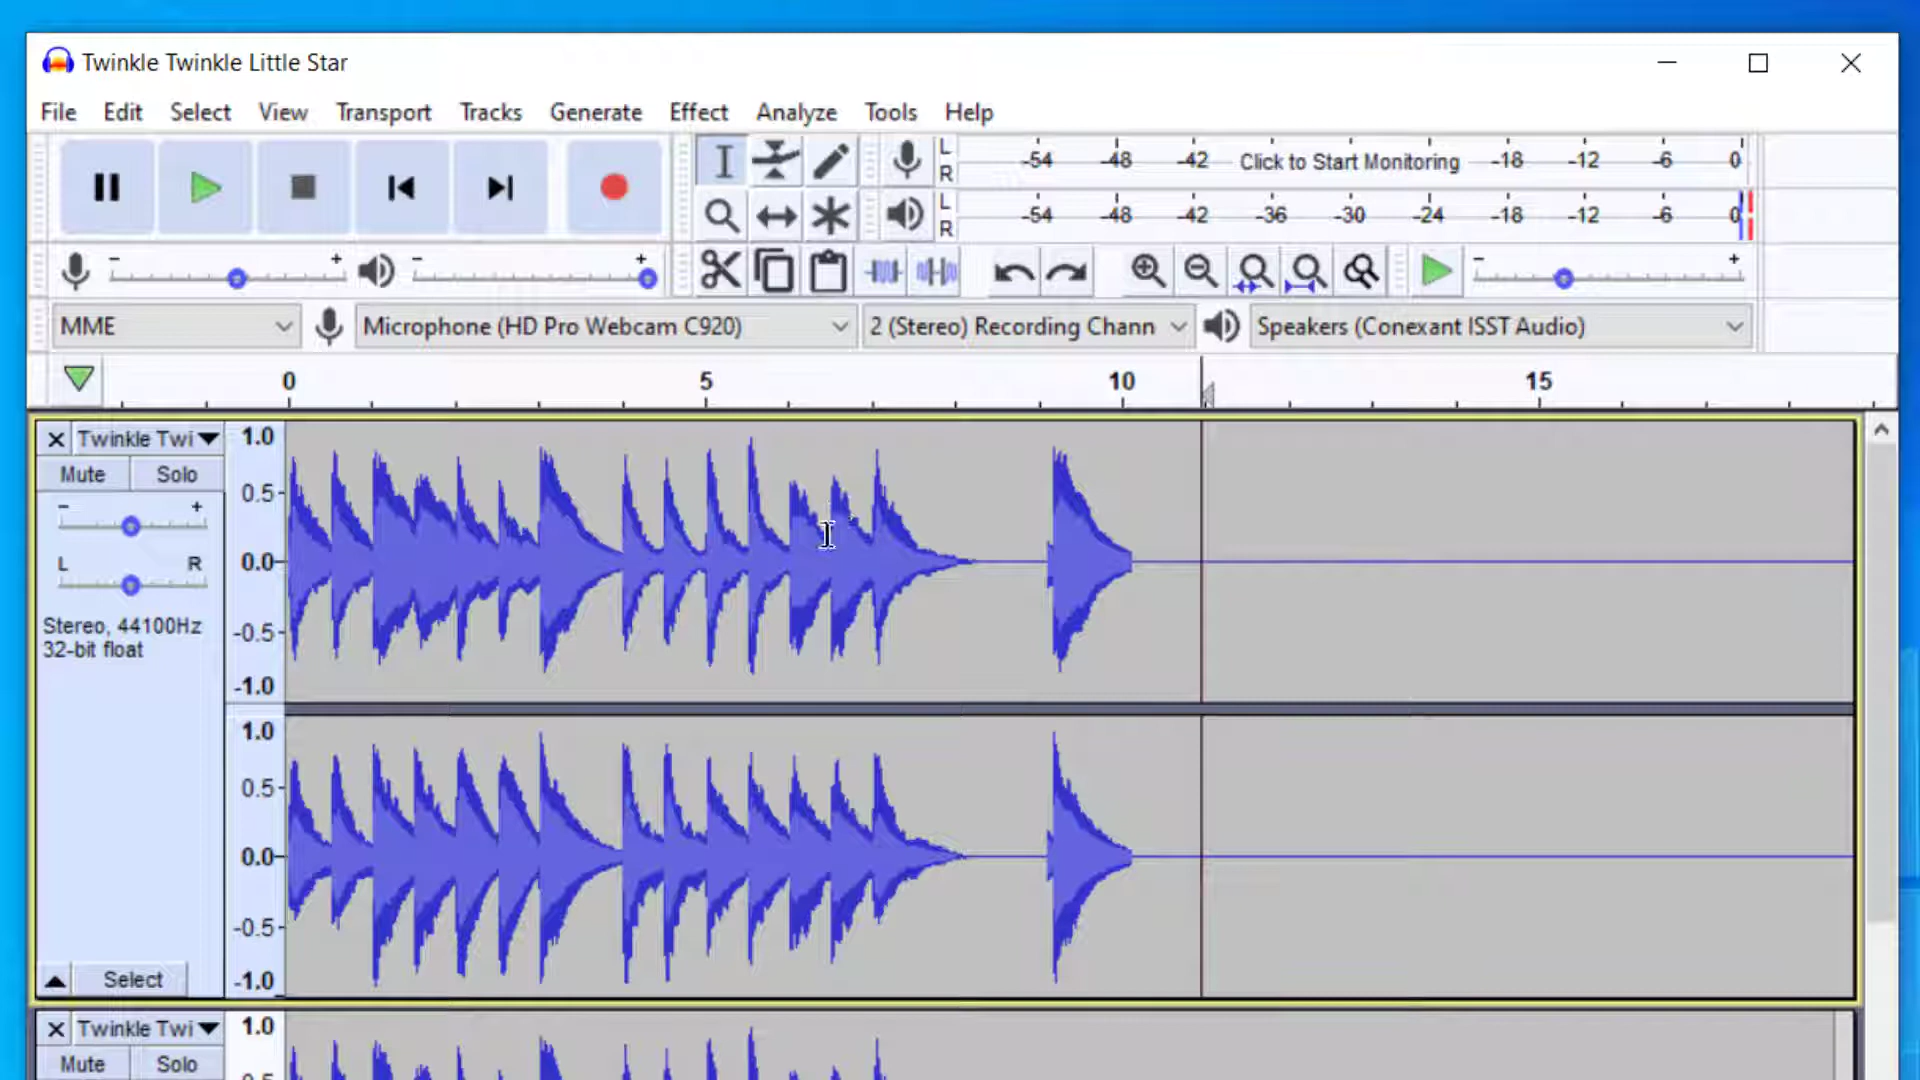 Twinkle Twinkle Little Star
File Edit Select View Transport Tracks Generate Effect Analyze Tools Help
L
R
-54 -48 -42 Click to Start Monitoring -18 -12 -6 0
L
R
-54 -48 -42 -36 -30 -24 -18 -12 -6 0
- + - + - +
MME Microphone (HD Pro Webcam C920) 2 (Stereo) Recording Chann Speakers (Conexant ISST Audio)
0 5 10 15
Twinkle Twi
Mute Solo
- +
L R
Stereo, 44100Hz
32-bit float
Select
1.0
0.5-
0.0-
-0.5-
-1.0
1.0
0.5-
0.0-
-0.5-
-1.0
Twinkle Twi
Mute Solo
1.0